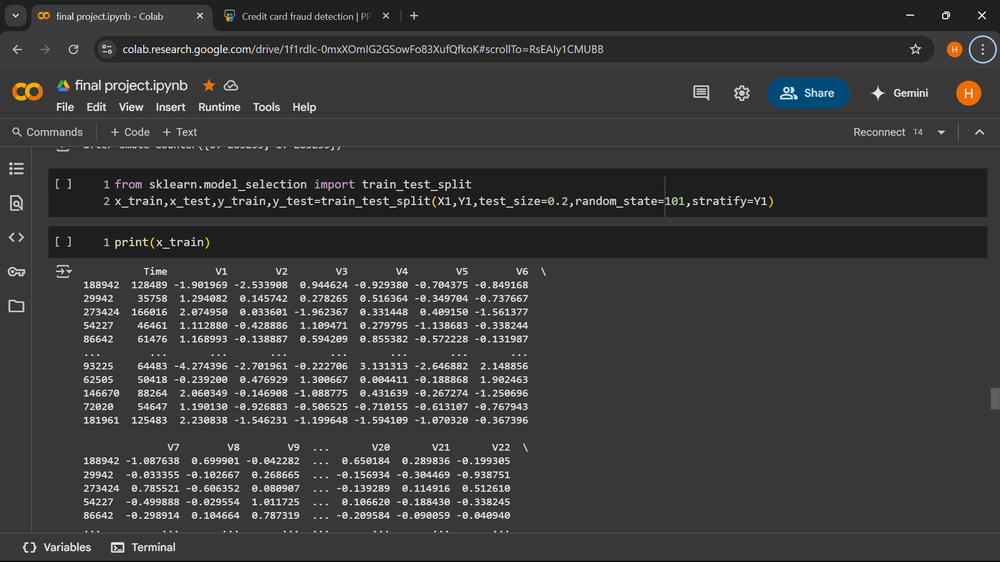 final project.ipynb - Colab
Credit card fraud detection | PP
colab.research.google.com/drive/1f1rdlc-0mxXOmIG2GSowFo83XufQfkoK#scrollTo=RsEAIy1CMUBB
H
final project.ipynb
Share
Gemini
H
File Edit View Insert Runtime Tools Help
Commands + Code + Text
Reconnect T4
[ ] 1 from sklearn.model_selection import train_test_split
2 x_train,x_test,y_train,y_test=train_test_split(X1,Y1,test_size=0.2,random_state=101,stratify=Y1)
[ ] 1 print(x_train)
Time V1 V2 V3 V4 V5 V6 \
188942 128489 -1.901969 -2.533908 0.944624 -0.929380 -0.704375 -0.849168
29942 35758 1.294082 0.145742 0.278265 0.516364 -0.349704 -0.737667
273424 166016 2.074950 0.033601 -1.962367 0.331448 0.409150 -1.561377
54227 46461 1.112880 -0.428886 1.109471 0.279795 -1.138683 -0.338244
86642 61476 1.168993 -0.138887 0.594209 0.855382 -0.572228 -0.131987
... ... ... ... ... ... ... ...
93225 64483 -4.274396 -2.701961 -0.222706 3.131313 -2.646882 2.148856
62505 50418 -0.239200 0.476929 1.300667 0.004411 -0.188868 1.902463
146670 88264 2.060349 -0.146908 -1.088775 0.431639 -0.267274 -1.250696
72020 54647 1.190130 -0.926883 -0.506525 -0.710155 -0.613107 -0.767943
181961 125483 2.230838 -1.546231 -1.199648 -1.594109 -1.070320 -0.367396
V7 V8 V9 ... V20 V21 V22 \
188942 -1.087638 0.699901 -0.042282 ... 0.650184 0.289836 -0.199305
29942 -0.033355 -0.102667 0.268665 ... -0.156934 -0.304469 -0.938751
273424 0.785521 -0.606352 0.080907 ... -0.139289 0.114916 0.512610
54227 -0.499888 -0.029554 1.011725 ... 0.106620 -0.188430 -0.338245
86642 -0.298914 0.104664 0.787319 ... -0.209584 -0.090059 -0.040940
... ... ... ... ... ... ... ...
{} Variables Terminal